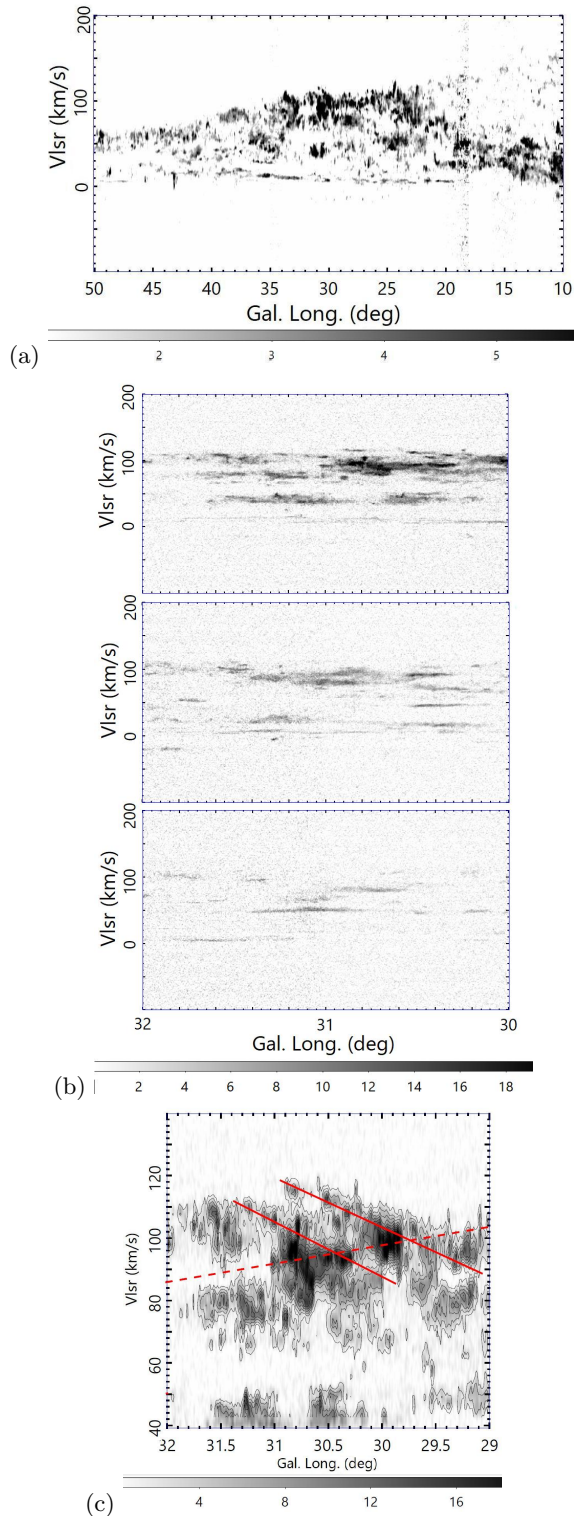 200
100
0
Vlsr (km/s)
50 45 40 35 30 25 20 15 10
Gal. Long. (deg)
(a)
2 3 4 5
200
100
0
Vlsr (km/s)
200
100
0
Vlsr (km/s)
200
100
0
Vlsr (km/s)
32 31 30
Gal. Long. (deg)
(b)
2 4 6 8 10 12 14 16 18
120
100
80
60
40
Vlsr (km/s)
32 31.5 31 30.5 30 29.5 29
Gal. Long. (deg)
(c)
4 8 12 16